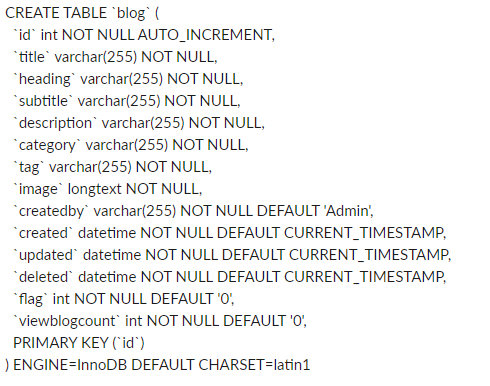 CREATE TABLE `blog` (
`id` int NOT NULL AUTO_INCREMENT,
`title` varchar(255) NOT NULL,
`heading` varchar(255) NOT NULL,
`subtitle` varchar(255) NOT NULL,
`description` varchar(255) NOT NULL,
`category` varchar(255) NOT NULL,
`tag` varchar(255) NOT NULL,
`image` longtext NOT NULL,
`createdby` varchar(255) NOT NULL DEFAULT 'Admin',
`created` datetime NOT NULL DEFAULT CURRENT_TIMESTAMP,
`updated` datetime NOT NULL DEFAULT CURRENT_TIMESTAMP,
`deleted` datetime NOT NULL DEFAULT CURRENT_TIMESTAMP,
`flag` int NOT NULL DEFAULT '0',
`viewblogcount` int NOT NULL DEFAULT '0',
PRIMARY KEY (`id`)
) ENGINE=InnoDB DEFAULT CHARSET=latin1